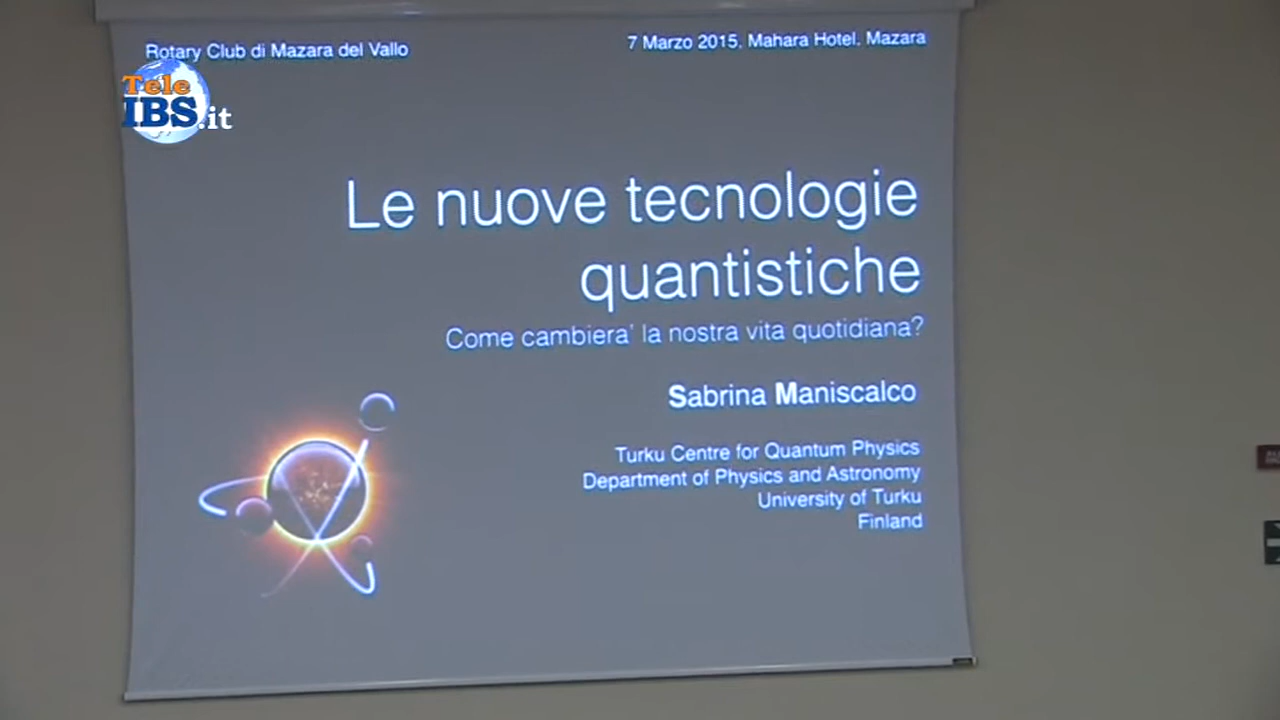 Rotary Club di Mazara del Vallo
7 Marzo 2015, Mahara Hotel, Mazara
Tele
IBS.it
Le nuove tecnologie
quantistiche
Come cambiera' la nostra vita quotidiana?
Sabrina Maniscalco
Turku Centre for Quantum Physics
Department of Physics and Astronomy
University of Turku
Finland